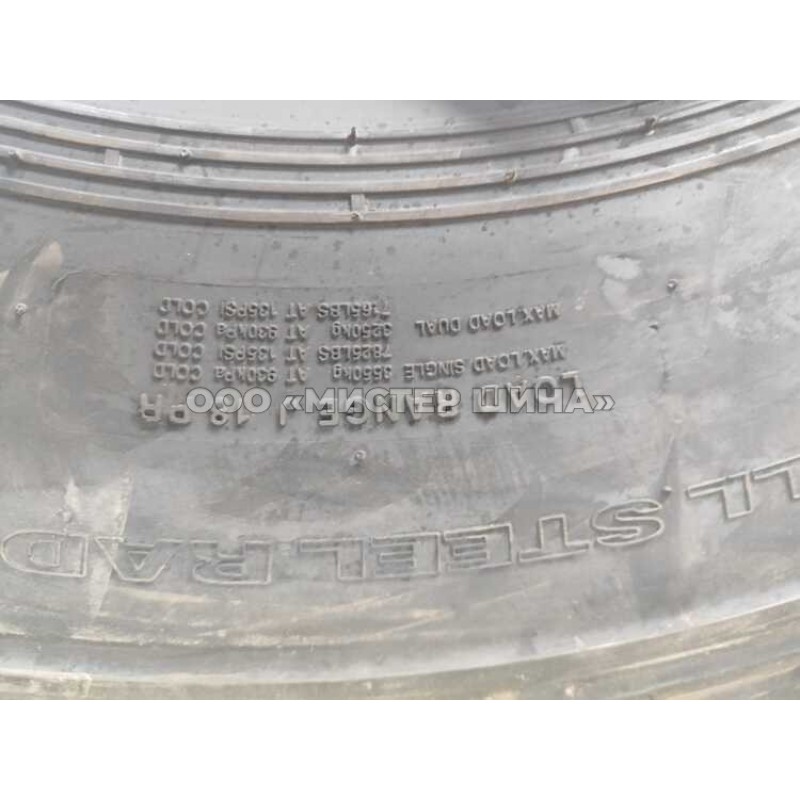 LL STEEL RAD
LOAD RANGE J 18 PR
MAX.LOAD SINGLE 3550kg AT 930kPa COLD
7825LBS AT 135PSI COLD
MAX.LOAD DUAL 3250kg AT 930kPa COLD
7165LBS AT 135PSI COLD
ООО «МИСТЕР ШИНА»